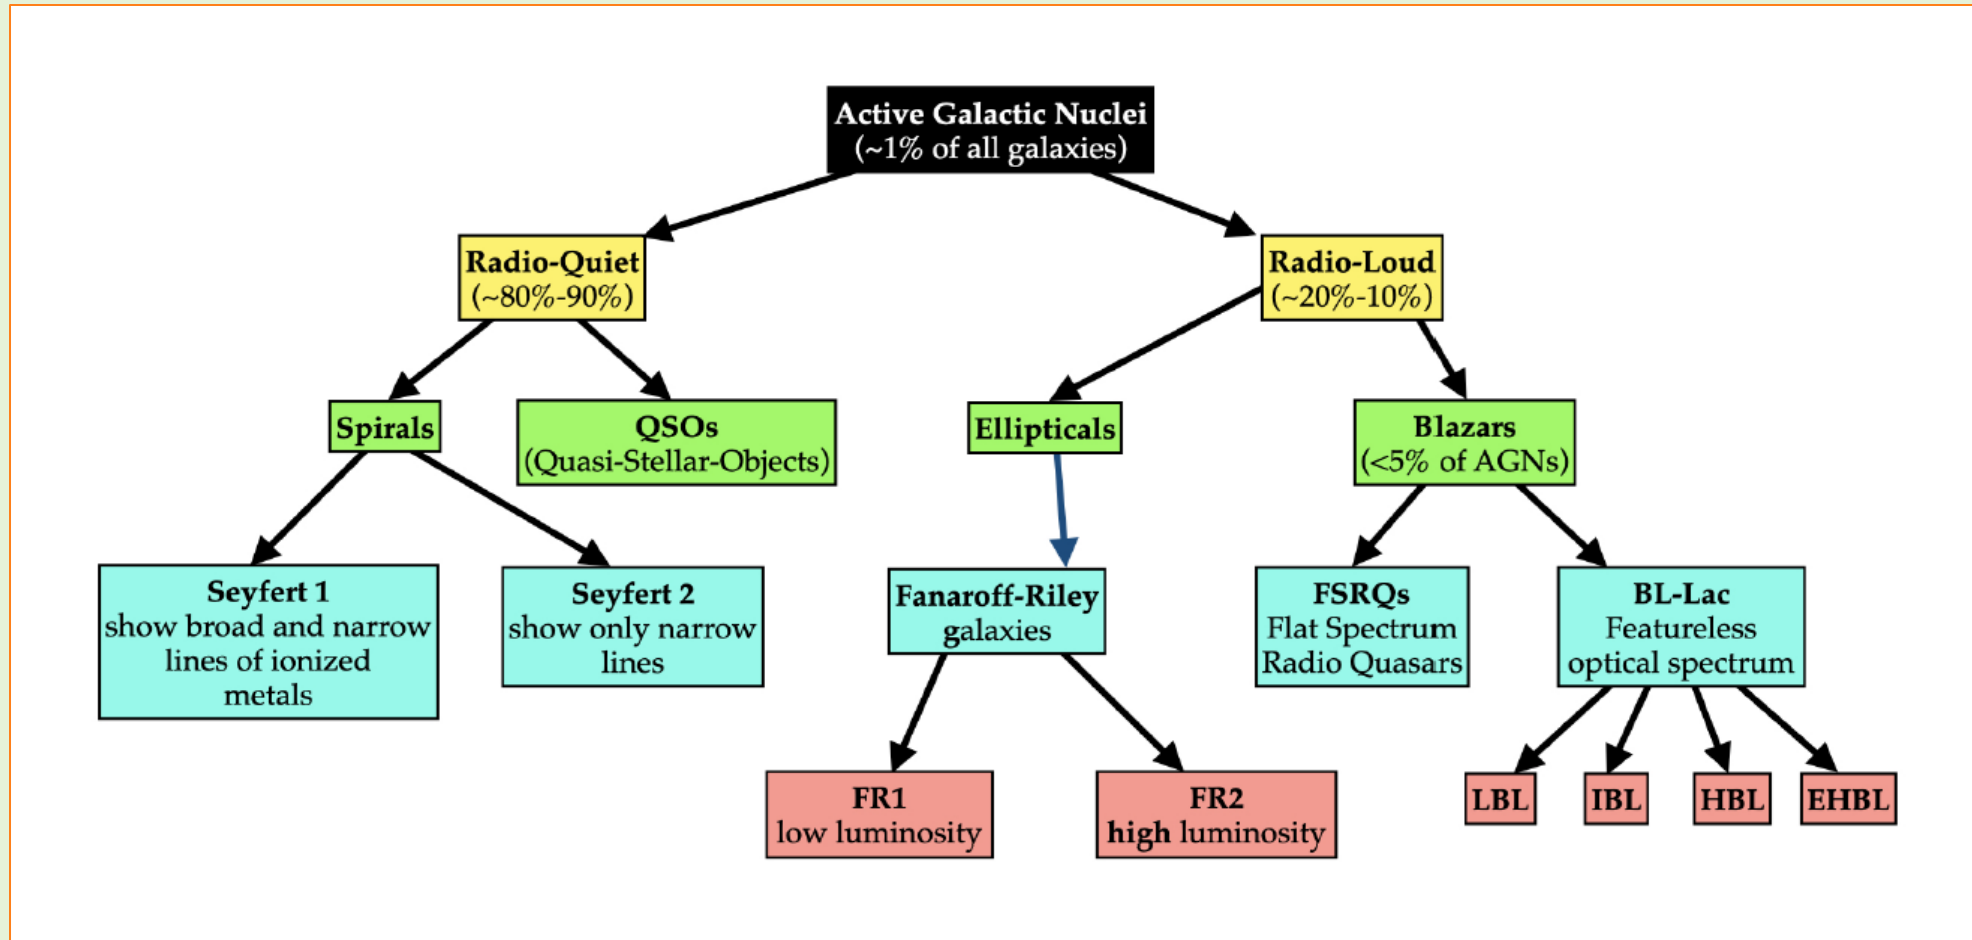 Active Galactic Nuclei
(~1% of all galaxies)
Radio-Quiet
(~80%-90%)
Radio-Loud
(~20%-10%)
Spirals
QSOs
(Quasi-Stellar-Objects)
Ellipticals
Blazars
(<5% of AGNs)
Seyfert 1
show broad and narrow
lines of ionized
metals
Seyfert 2
show only narrow
lines
Fanaroff-Riley
galaxies
FSRQs
Flat Spectrum
Radio Quasars
BL-Lac
Featureless
optical spectrum
FR1
low luminosity
FR2
high luminosity
LBL
IBL
HBL
EHBL